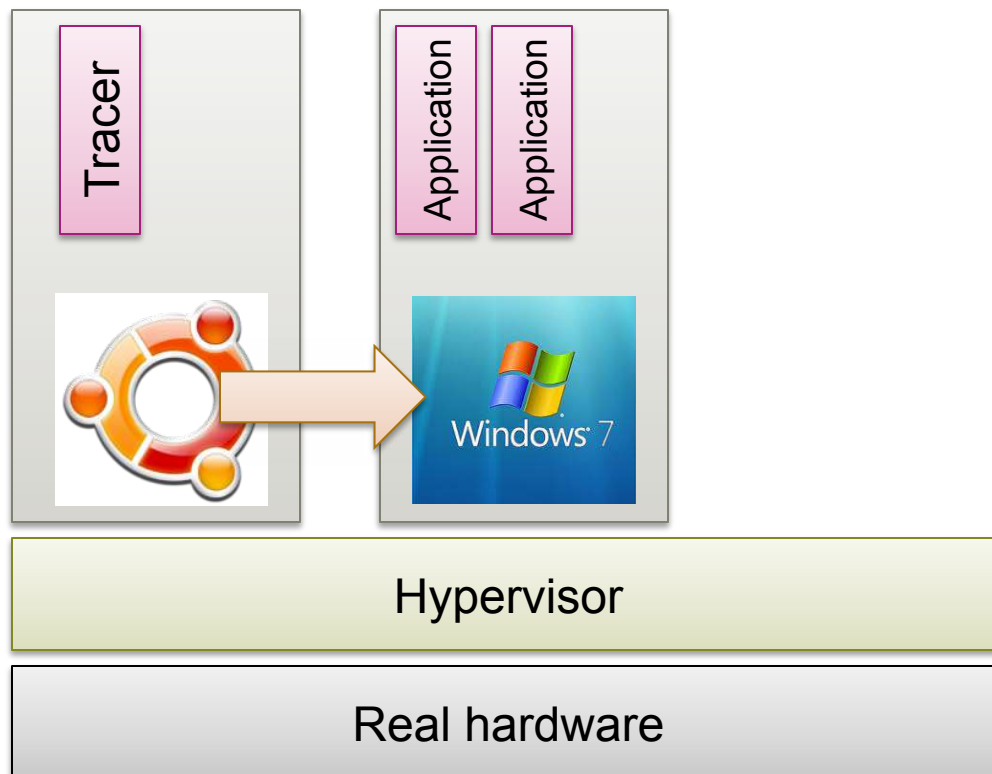 Tracer
Application
Application
Windows 7
Hypervisor
Real hardware